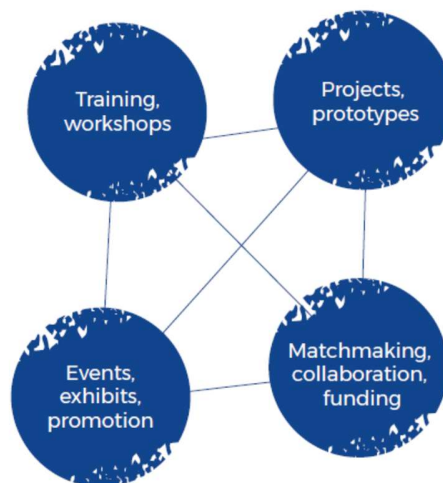 Training,
workshops
Projects,
prototypes
Events,
exhibits,
promotion
Matchmaking,
collaboration,
funding